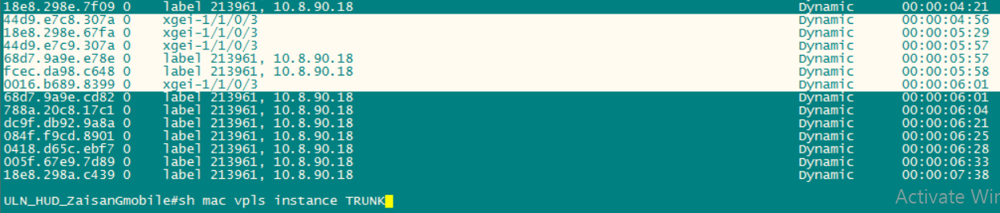 18e8.298e.7f09 0 label 213961, 10.8.90.18 Dynamic 00:00:04:21
44d9.e7c8.307a 0 xgei-1/1/0/3 Dynamic 00:00:04:56
18e8.298e.67fa 0 xgei-1/1/0/3 Dynamic 00:00:05:29
44d9.e7c9.307a 0 xgei-1/1/0/3 Dynamic 00:00:05:57
68d7.9a9e.e78e 0 label 213961, 10.8.90.18 Dynamic 00:00:05:57
fcec.da98.c648 0 label 213961, 10.8.90.18 Dynamic 00:00:05:58
0016.b689.8399 0 xgei-1/1/0/3 Dynamic 00:00:06:01
68d7.9a9e.cd82 0 label 213961, 10.8.90.18 Dynamic 00:00:06:01
788a.20c8.17c1 0 label 213961, 10.8.90.18 Dynamic 00:00:06:04
dc9f.db92.9a8a 0 label 213961, 10.8.90.18 Dynamic 00:00:06:21
084f.f9cd.8901 0 label 213961, 10.8.90.18 Dynamic 00:00:06:25
0418.d65c.ebf7 0 label 213961, 10.8.90.18 Dynamic 00:00:06:28
005f.67e9.7d89 0 label 213961, 10.8.90.18 Dynamic 00:00:06:33
18e8.298a.c439 0 label 213961, 10.8.90.18 Dynamic 00:00:07:38
ULN_HUD_ZaisanGmobile#sh mac vpls instance TRUNK
Activate Win